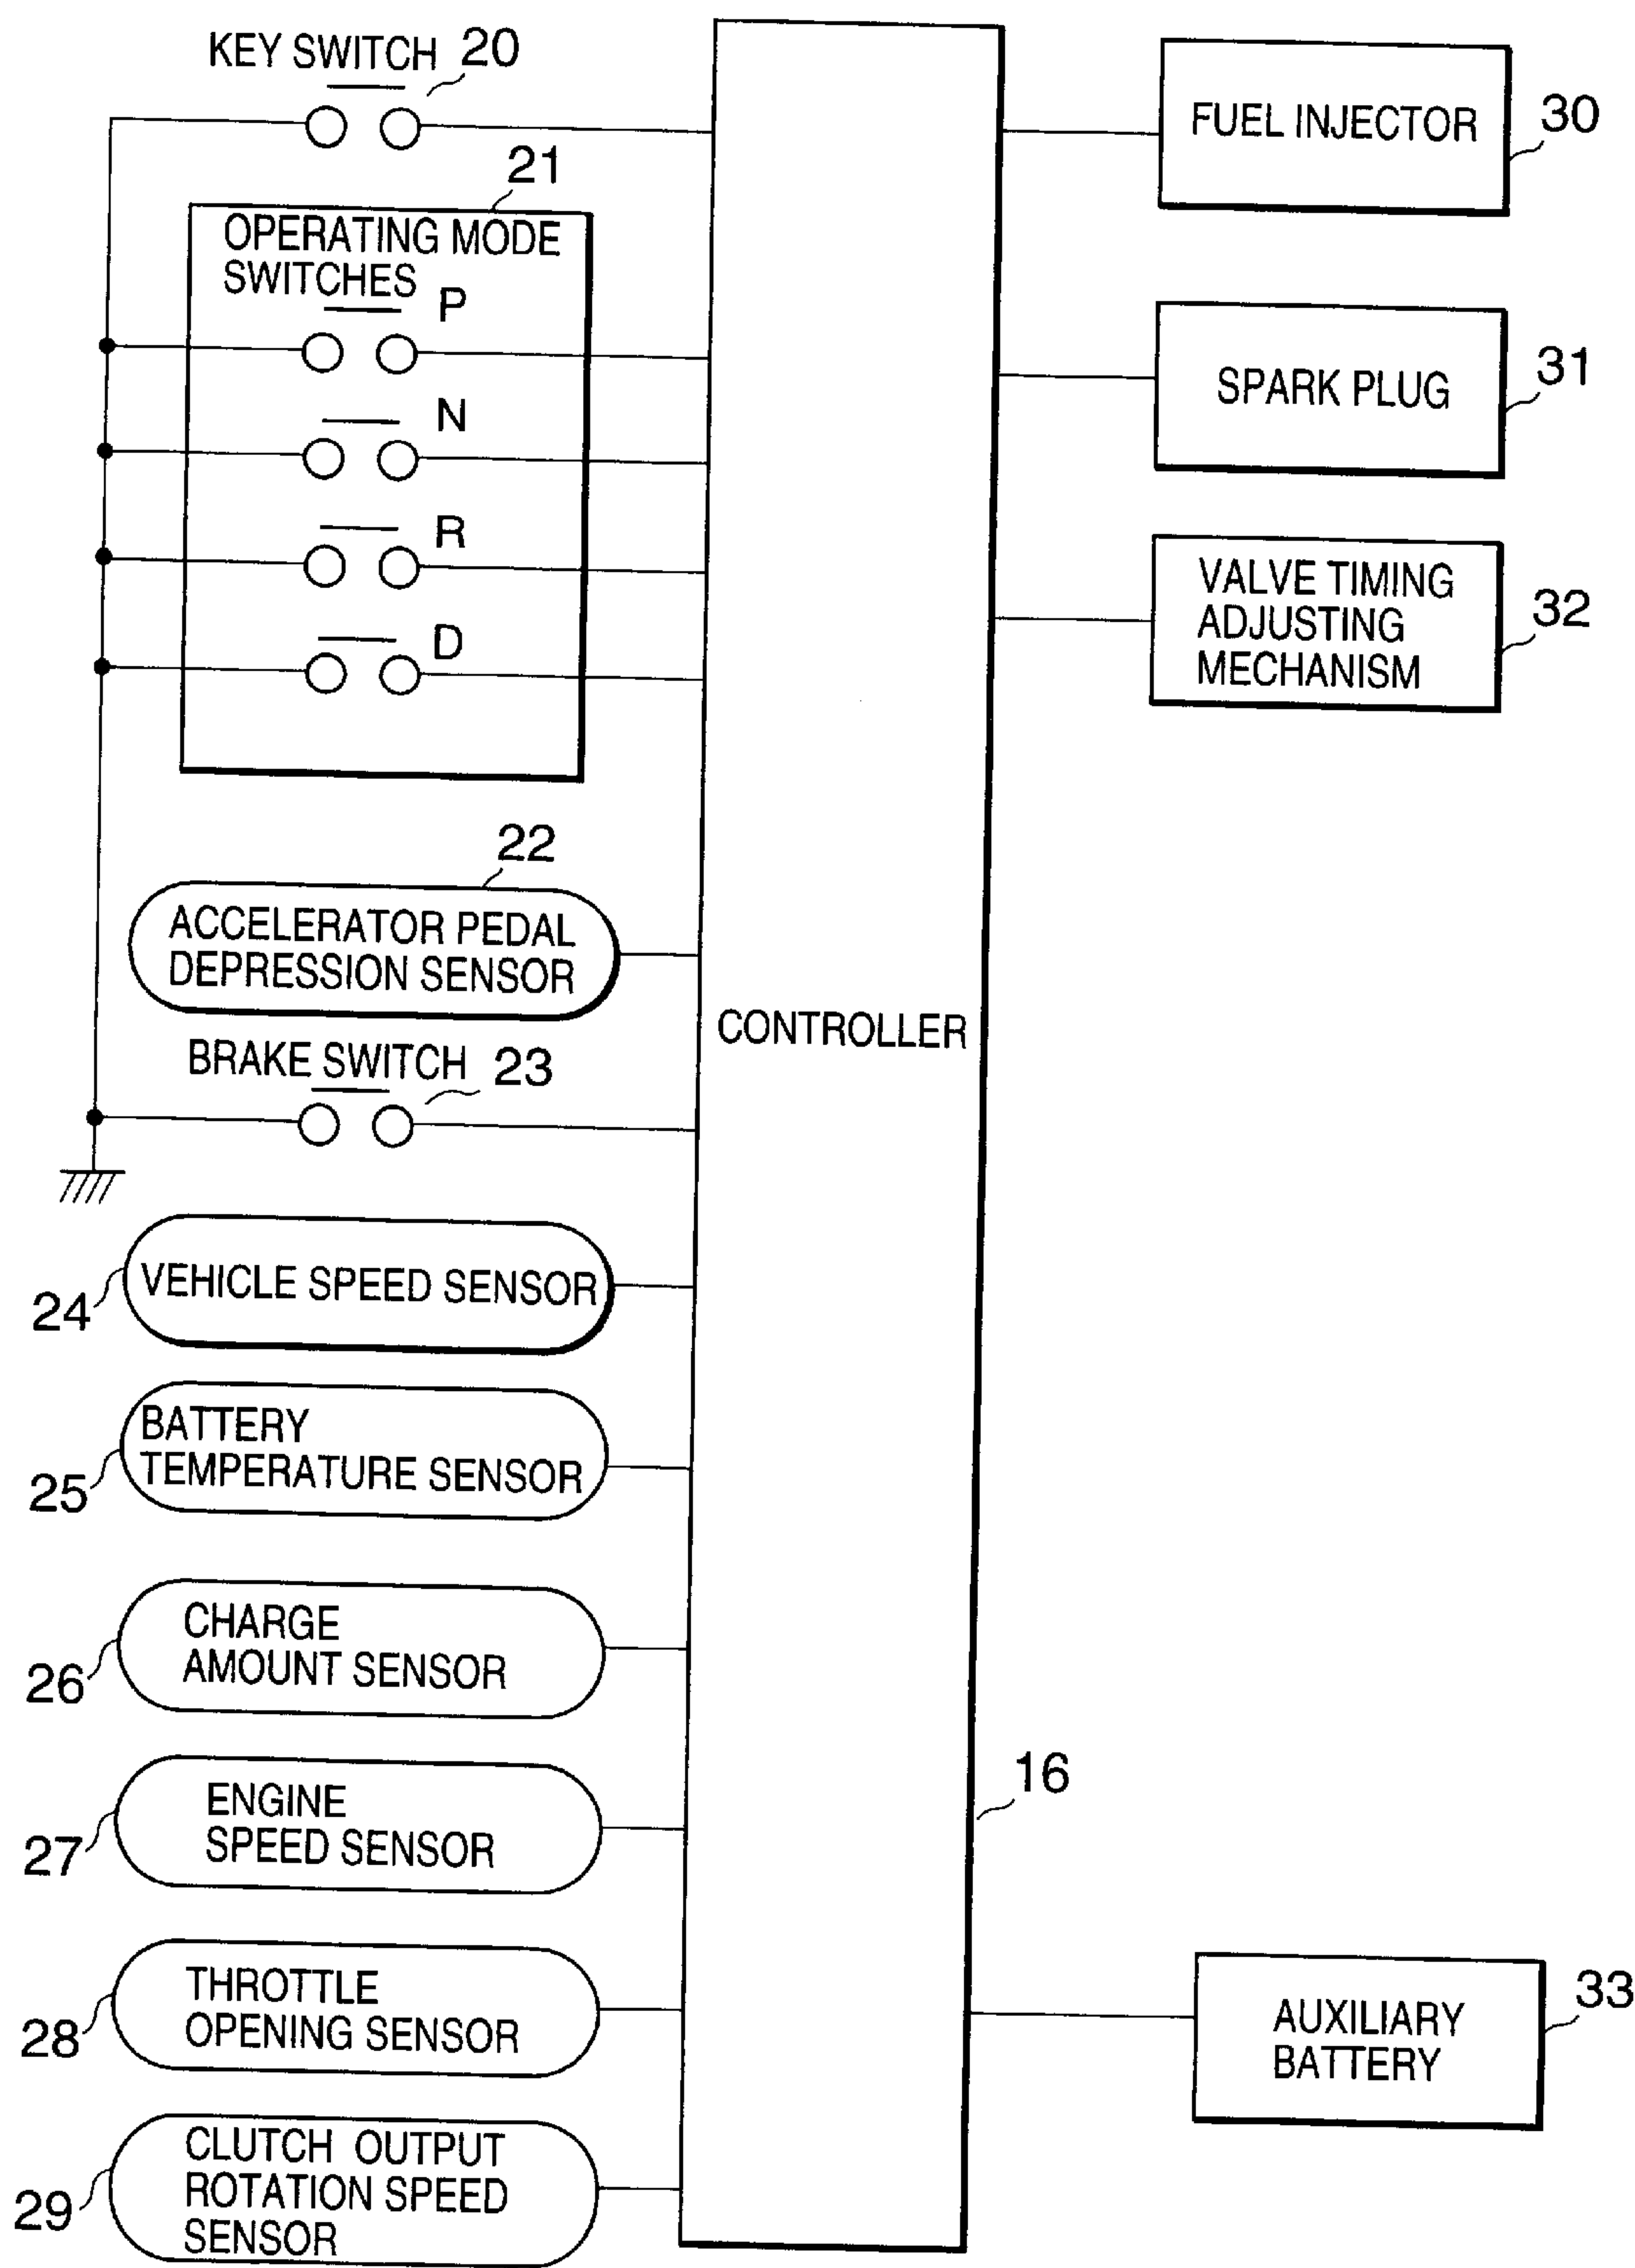 KEY SWITCH 20
21
OPERATING MODE
SWITCHES
P
N
R
D
22
ACCELERATOR PEDAL
DEPRESSION SENSOR
BRAKE SWITCH 23
VEHICLE SPEED SENSOR
24
BATTERY
TEMPERATURE SENSOR
25
CHARGE
AMOUNT SENSOR
26
ENGINE
SPEED SENSOR
27
THROTTLE
OPENING SENSOR
28
CLUTCH OUTPUT
ROTATION SPEED
SENSOR
29
CONTROLLER
16
FUEL INJECTOR
30
SPARK PLUG
31
VALVE TIMING
ADJUSTING
MECHANISM
32
AUXILIARY
BATTERY
33